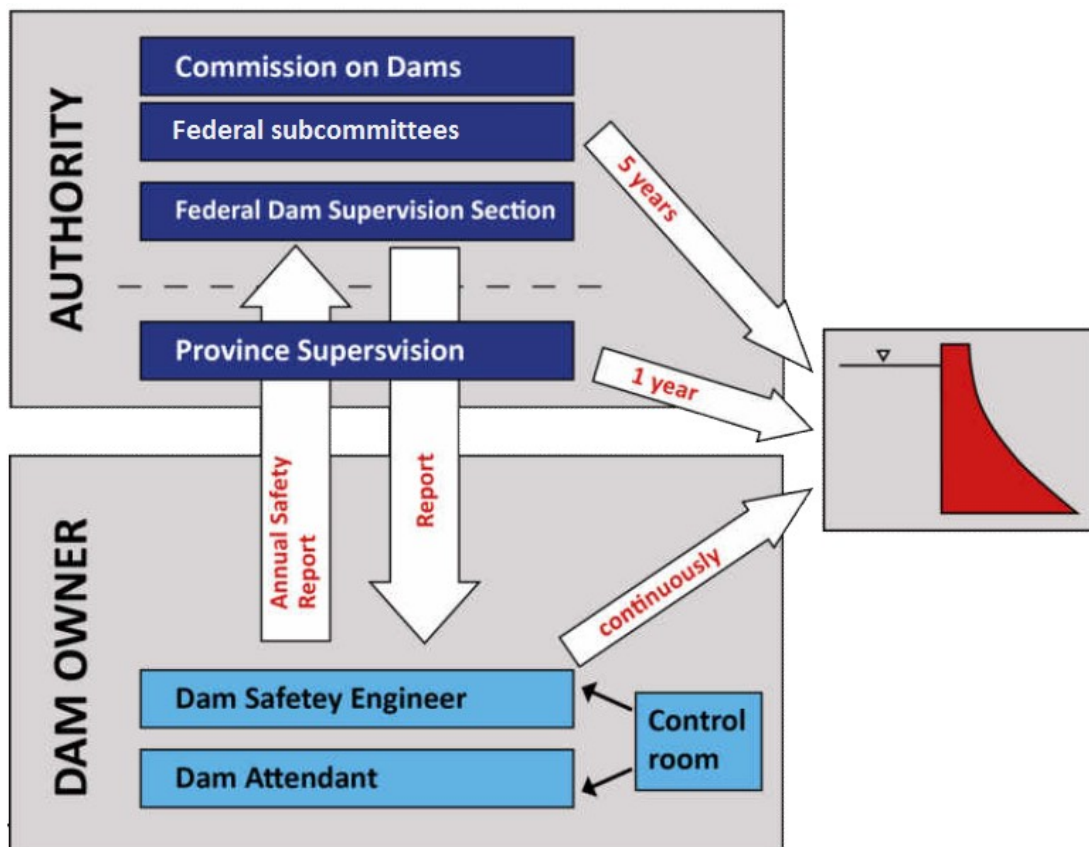 AUTHORITY
Commission on Dams
Federal subcommittees
Federal Dam Supervision Section
Province Supersvision
5 years
1 year
Annual Safety
Report
Report
continuously
DAM OWNER
Dam Safetey Engineer
Dam Attendant
Control
room